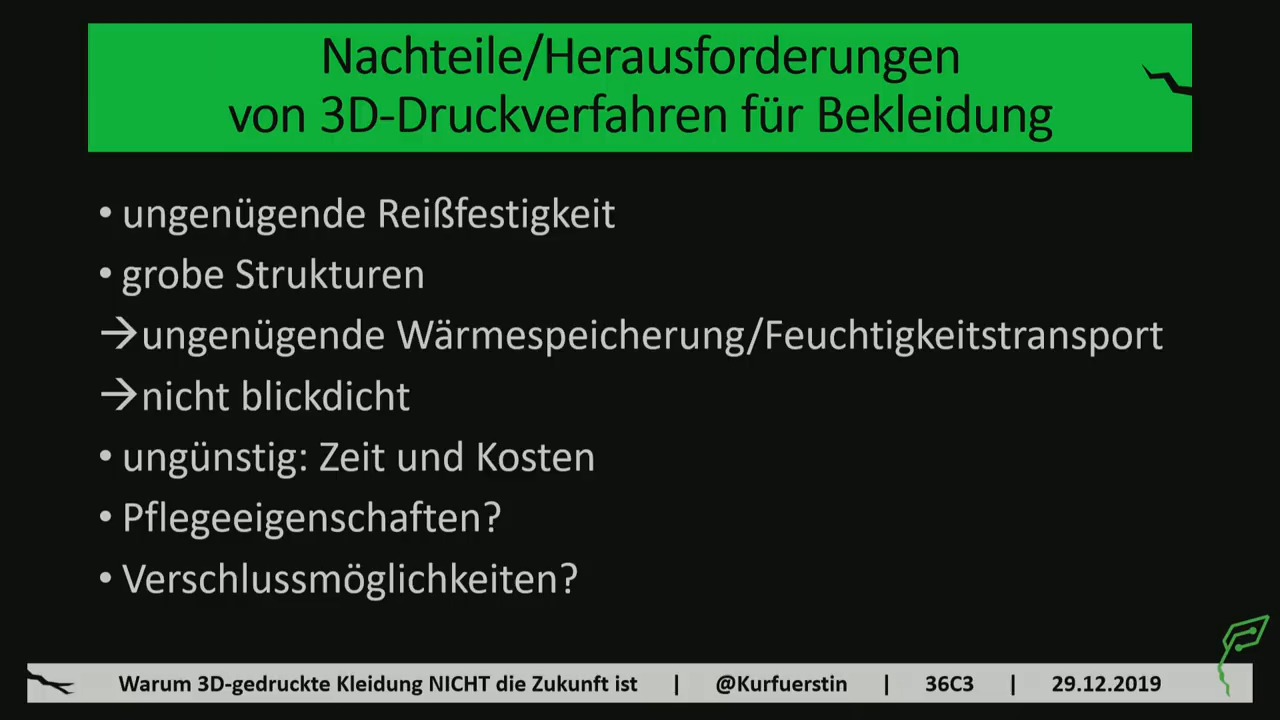 Nachteile/Herausforderungen
von 3D-Druckverfahren für Bekleidung
• ungenügende Reißfestigkeit
• grobe Strukturen
→ungenügende Wärmespeicherung/Feuchtigkeitstransport
→nicht blickdicht
• ungünstig: Zeit und Kosten
• Pflegeeigenschaften?
• Verschlussmöglichkeiten?
Warum 3D-gedruckte Kleidung NICHT die Zukunft ist | @Kurfuerstin | 36C3 | 29.12.2019